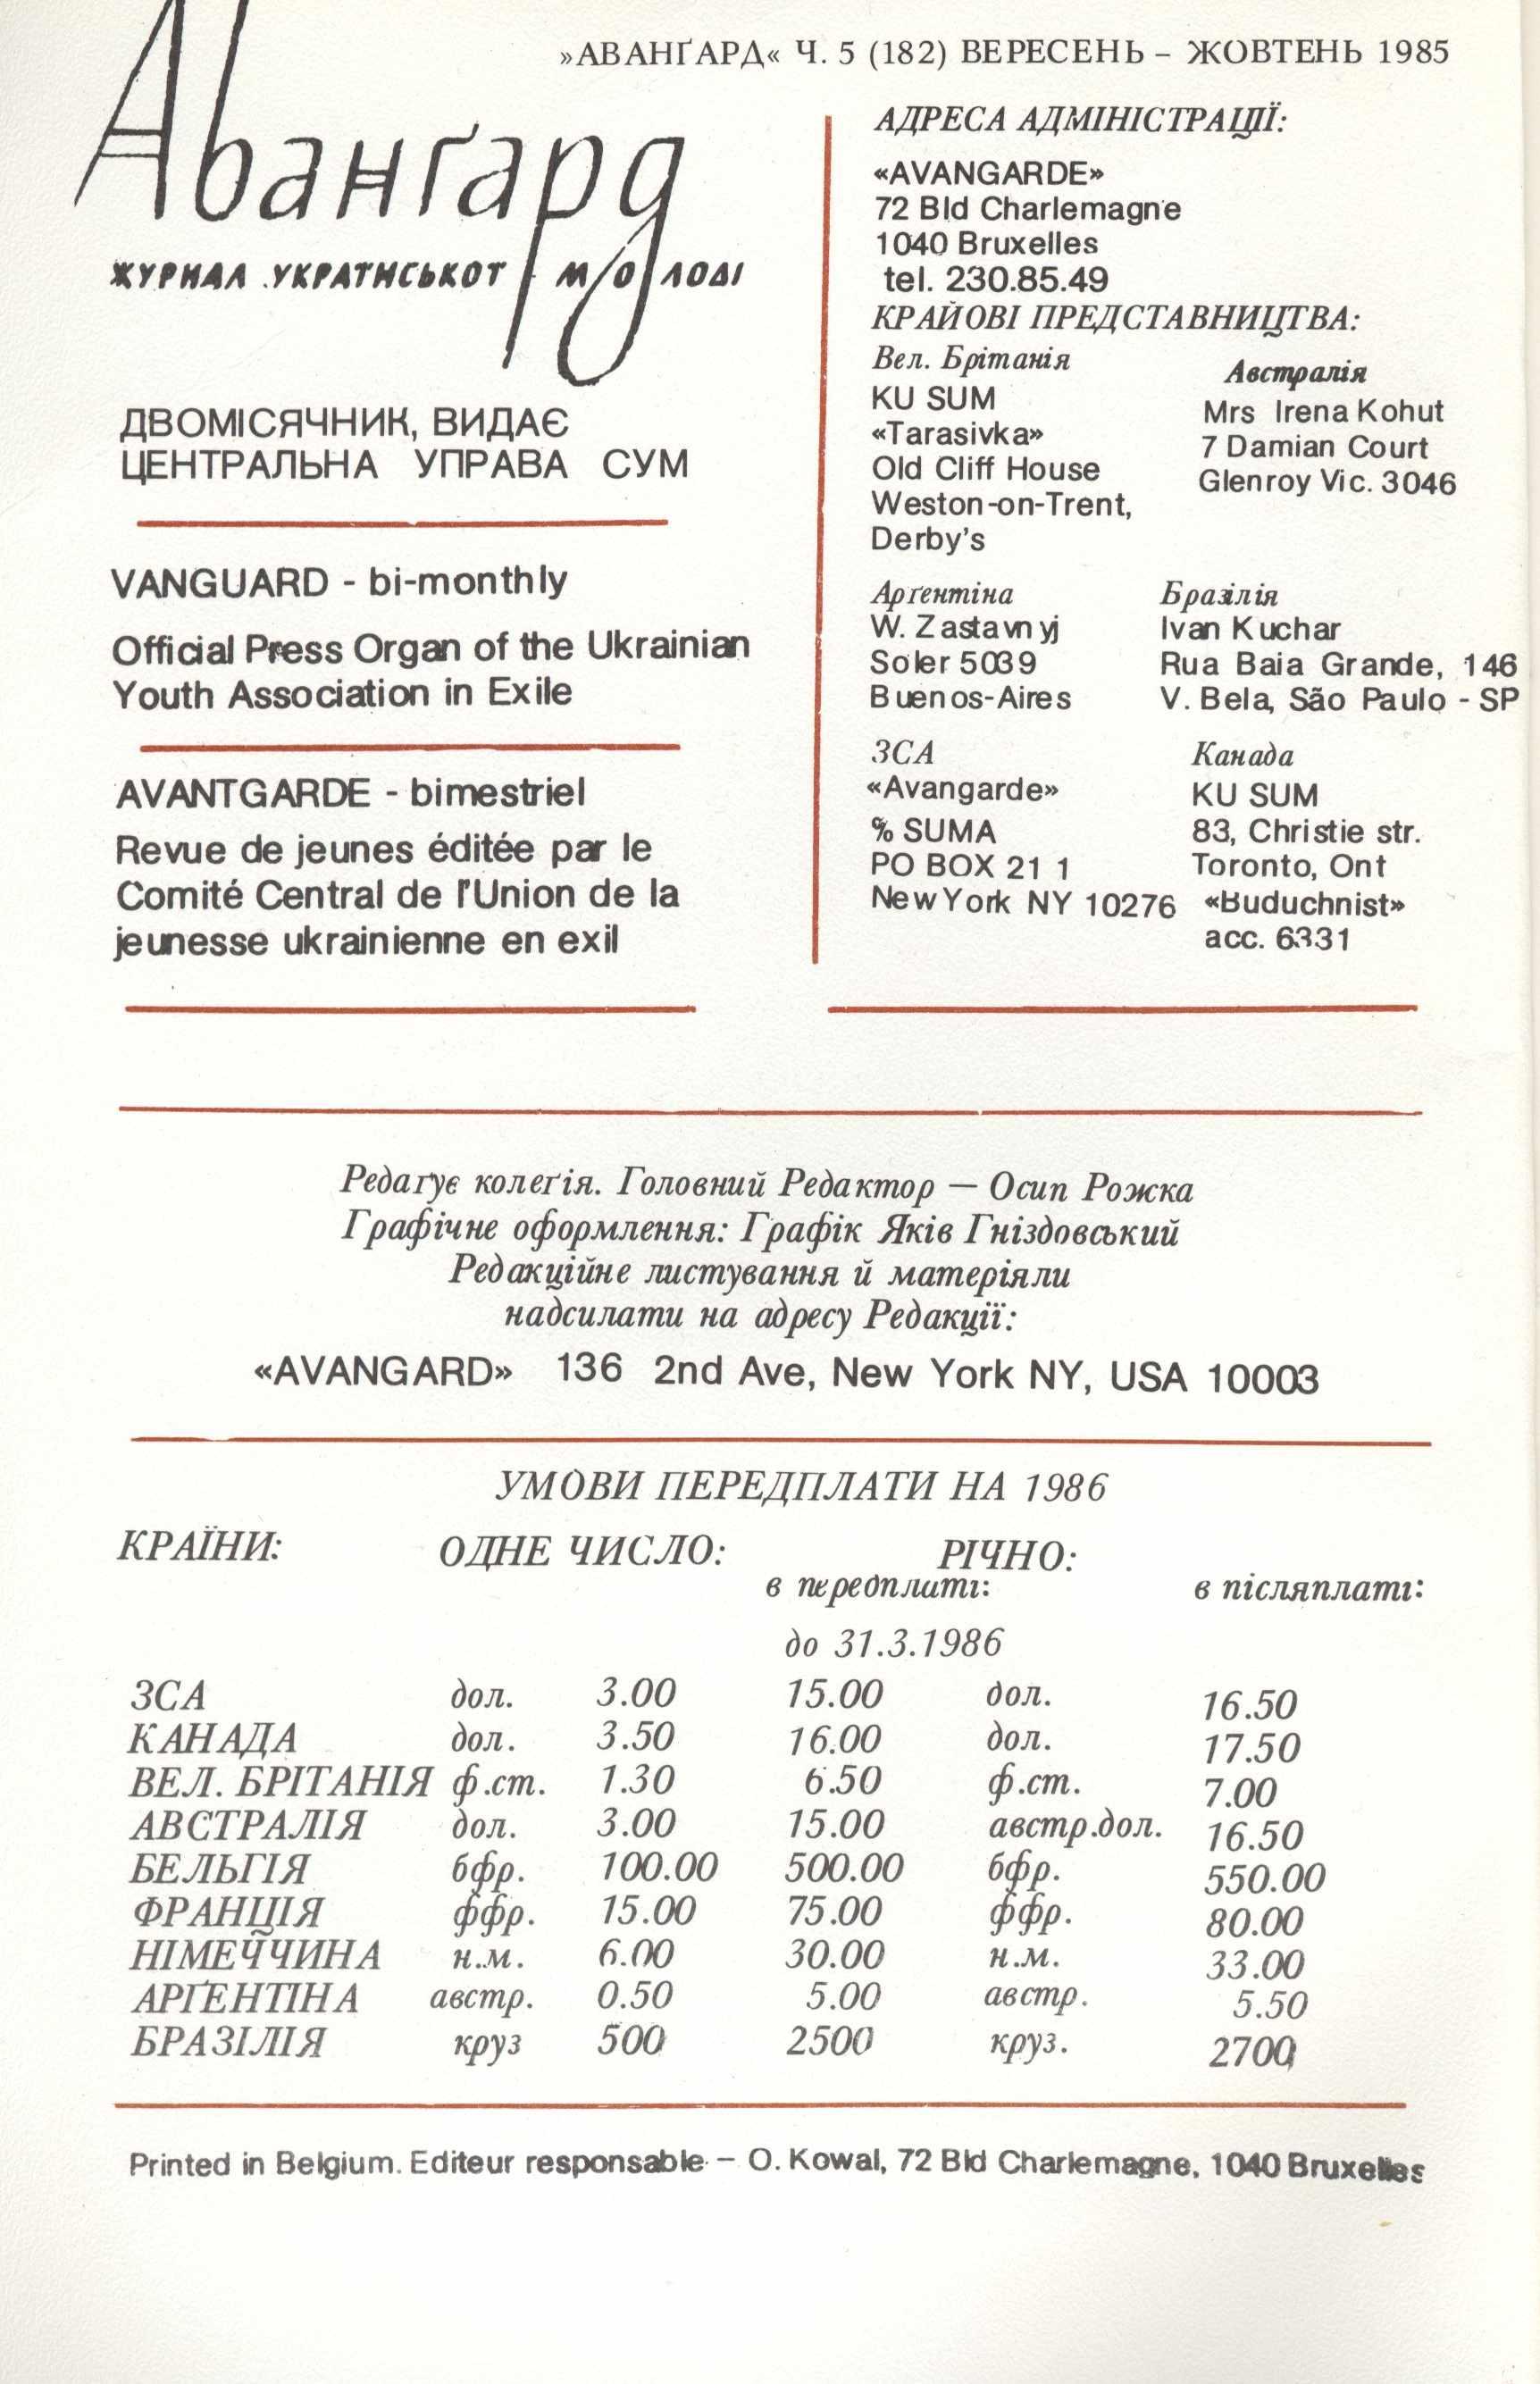 »АВАНҐАРД« Ч. 5 (182) ВЕРЕСЕНЬ – ЖОВТЕНЬ 1985
Аванґард
ЖУРНАЛ УКРАЇНСЬКОЇ МОЛОДІ
ДВОМІСЯЧНИК, ВИДАЄ
ЦЕНТРАЛЬНА УПРАВА СУМ
VANGUARD - bi-monthly
Official Press Organ of the Ukrainian
Youth Association in Exile
AVANTGARDE - bimestriel
Revue de jeunes éditée par le
Comité Central de l'Union de la
jeunesse ukrainienne en exil
АДРЕСА АДМІНІСТРАЦІЇ:
«AVANGARDE»
72 Bld Charlemagne
1040 Bruxelles
tel. 230.85.49
КРАЙОВІ ПРЕДСТАВНИЦТВА:
Вел. Брітанія
KU SUM
«Tarasivka»
Old Cliff House
Weston-on-Trent,
Derby's
Австралія
Mrs Irena Kohut
7 Damian Court
Glenroy Vic. 3046
Арґентіна
W. Zastavnyj
Soler 5039
Buenos-Aires
Бразілія
Ivan Kuchar
Rua Baia Grande, 146
V. Bela, São Paulo - SP
ЗСА
«Avangarde»
% SUMA
PO BOX 21 1
New York NY 10276
Канада
KU SUM
83, Christie str.
Toronto, Ont
«Buduchnist»
acc. 6331
Редаґує колеґія. Головний Редактор — Осип Рожка
Графічне оформлення: Графік Яків Гніздовський
Редакційне листування й матеріяли
надсилати на адресу Редакції:
«AVANGARD» 136 2nd Ave, New York NY, USA 10003
УМОВИ ПЕРЕДПЛАТИ НА 1986
КРАЇНИ: ОДНЕ ЧИСЛО: РІЧНО:
в передплаті: в післяплаті:
до 31.3.1986
ЗСА дол. 3.00 15.00 дол. 16.50
КАНАДА дол. 3.50 16.00 дол. 17.50
ВЕЛ. БРІТАНІЯ ф.ст. 1.30 6.50 ф.ст. 7.00
АВСТРАЛІЯ дол. 3.00 15.00 австр.дол. 16.50
БЕЛЬГІЯ бфр. 100.00 500.00 бфр. 550.00
ФРАНЦІЯ ффр. 15.00 75.00 ффр. 80.00
НІМЕЧЧИНА н.м. 6.00 30.00 н.м. 33.00
АРҐЕНТІНА австр. 0.50 5.00 австр. 5.50
БРАЗІЛІЯ круз 500 2500 круз. 2700
Printed in Belgium. Editeur responsable – O. Kowal, 72 Bld Charlemagne, 1040 Bruxelles